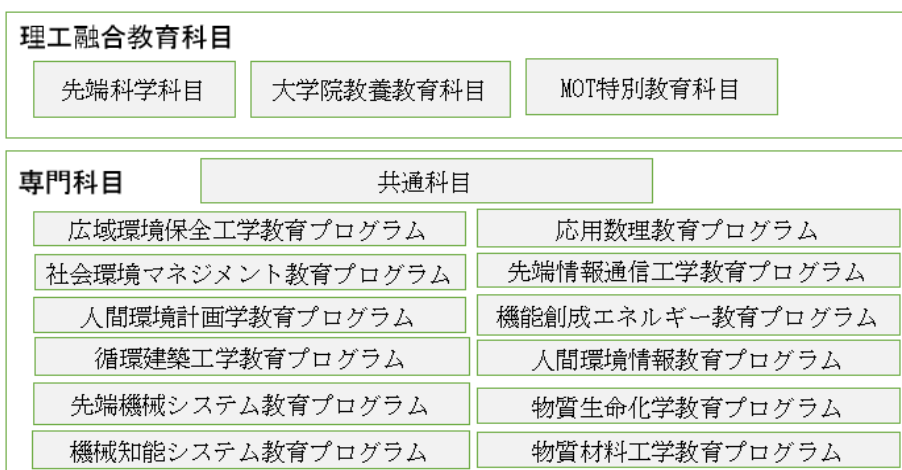 理工融合教育科目
先端科学科目
大学院教養教育科目
MOT特別教育科目
専門科目
共通科目
広域環境保全工学教育プログラム
応用数理教育プログラム
社会環境マネジメント教育プログラム
先端情報通信工学教育プログラム
人間環境計画学教育プログラム
機能創成エネルギー教育プログラム
循環建築工学教育プログラム
人間環境情報教育プログラム
先端機械システム教育プログラム
物質生命化学教育プログラム
機械知能システム教育プログラム
物質材料工学教育プログラム